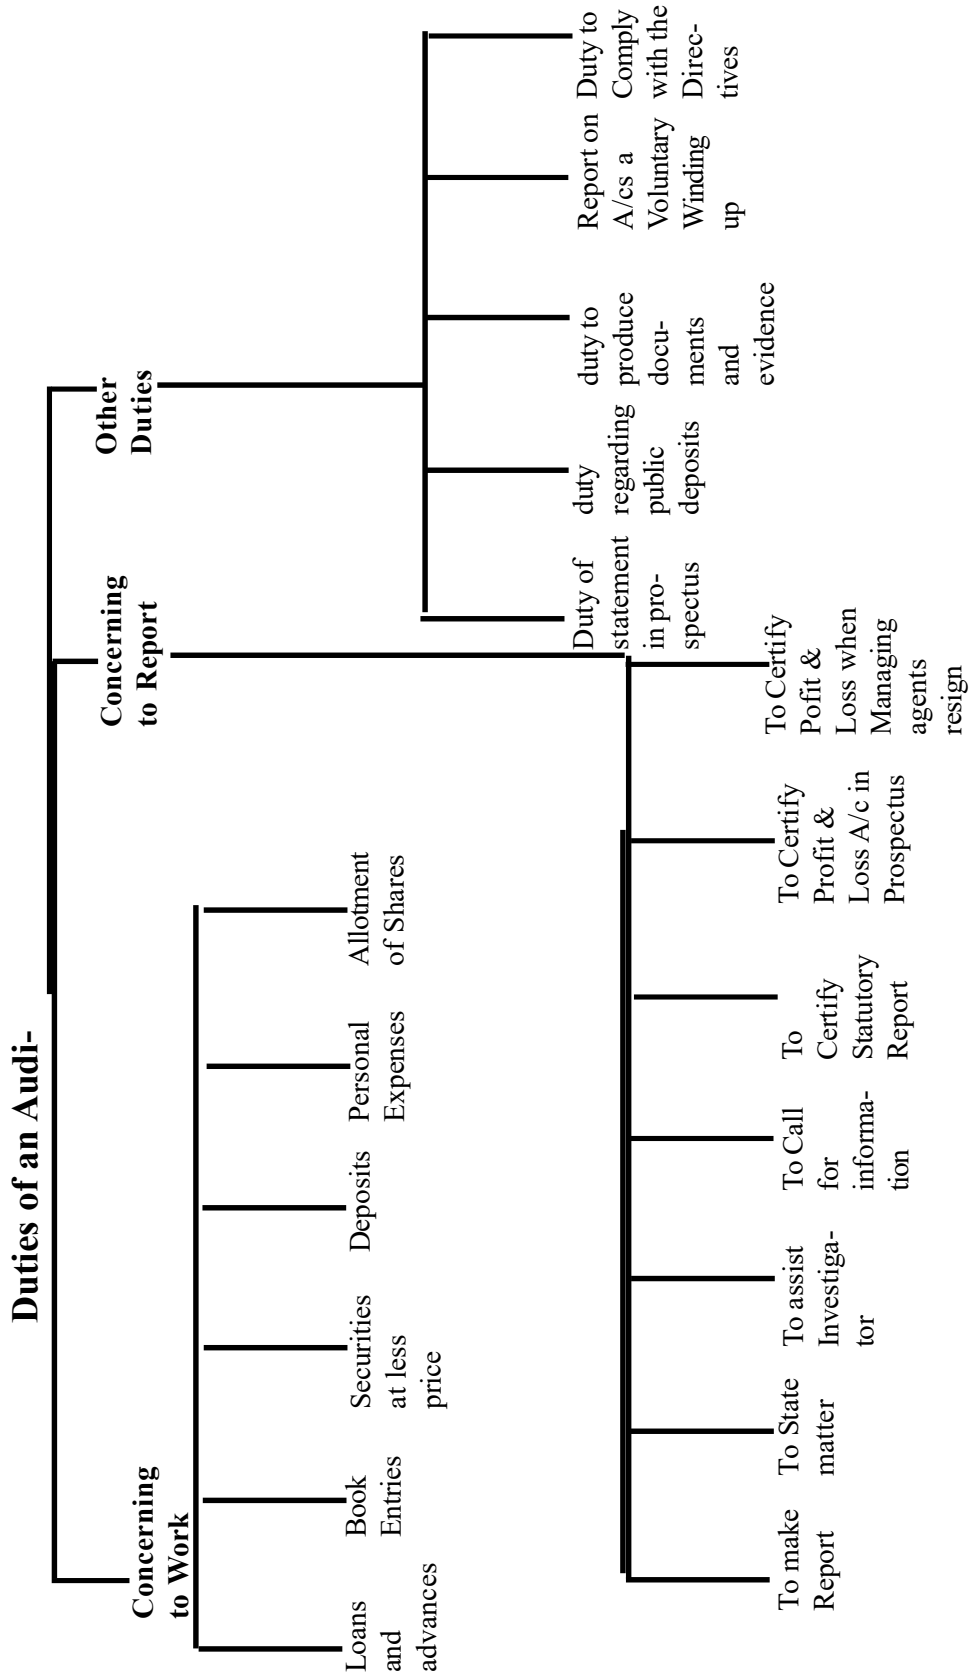 Duties of an Audi-
Concerning
to Work
Concerning
to Report
Other
Duties
Loans
and
advances
Book
Entries
Securities
at less
price
Deposits
Personal
Expenses
Allotment
of Shares
Duty of
statement
in pro-
spectus
duty
regarding
public
deposits
duty to
produce
docu-
ments
and
evidence
Report on
A/cs a
Voluntary
Winding
up
Duty to
Comply
with the
Direc-
tives
To make
Report
To State
matter
To assist
Investiga-
tor
To Call
for
informa-
tion
To
Certify
Statutory
Report
To Certify
Profit &
Loss A/c in
Prospectus
To Certify
Pofit &
Loss when
Managing
agents
resign